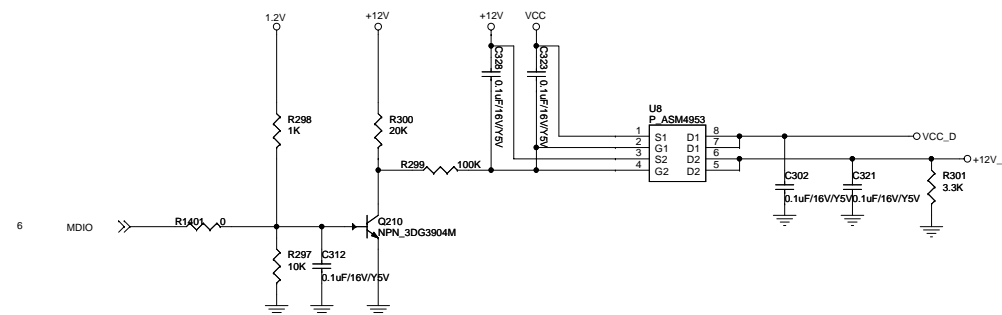 1.2V
+12V
+12V
VCC
C328
0.1uF/16V/Y5V
C323
0.1uF/16V/Y5V
U8
P_ASM4953
R298
1K
R300
20K
1
2
3
4
S1
G1
S2
G2
D1
D1
D2
D2
8
7
6
5
VCC_D
+12V_
R299
100K
C302
0.1uF/16V/Y5V
C321
0.1uF/16V/Y5V
R301
3.3K
6
MDIO
R1401
0
Q210
NPN_3DG3904M
R297
10K
C312
0.1uF/16V/Y5V